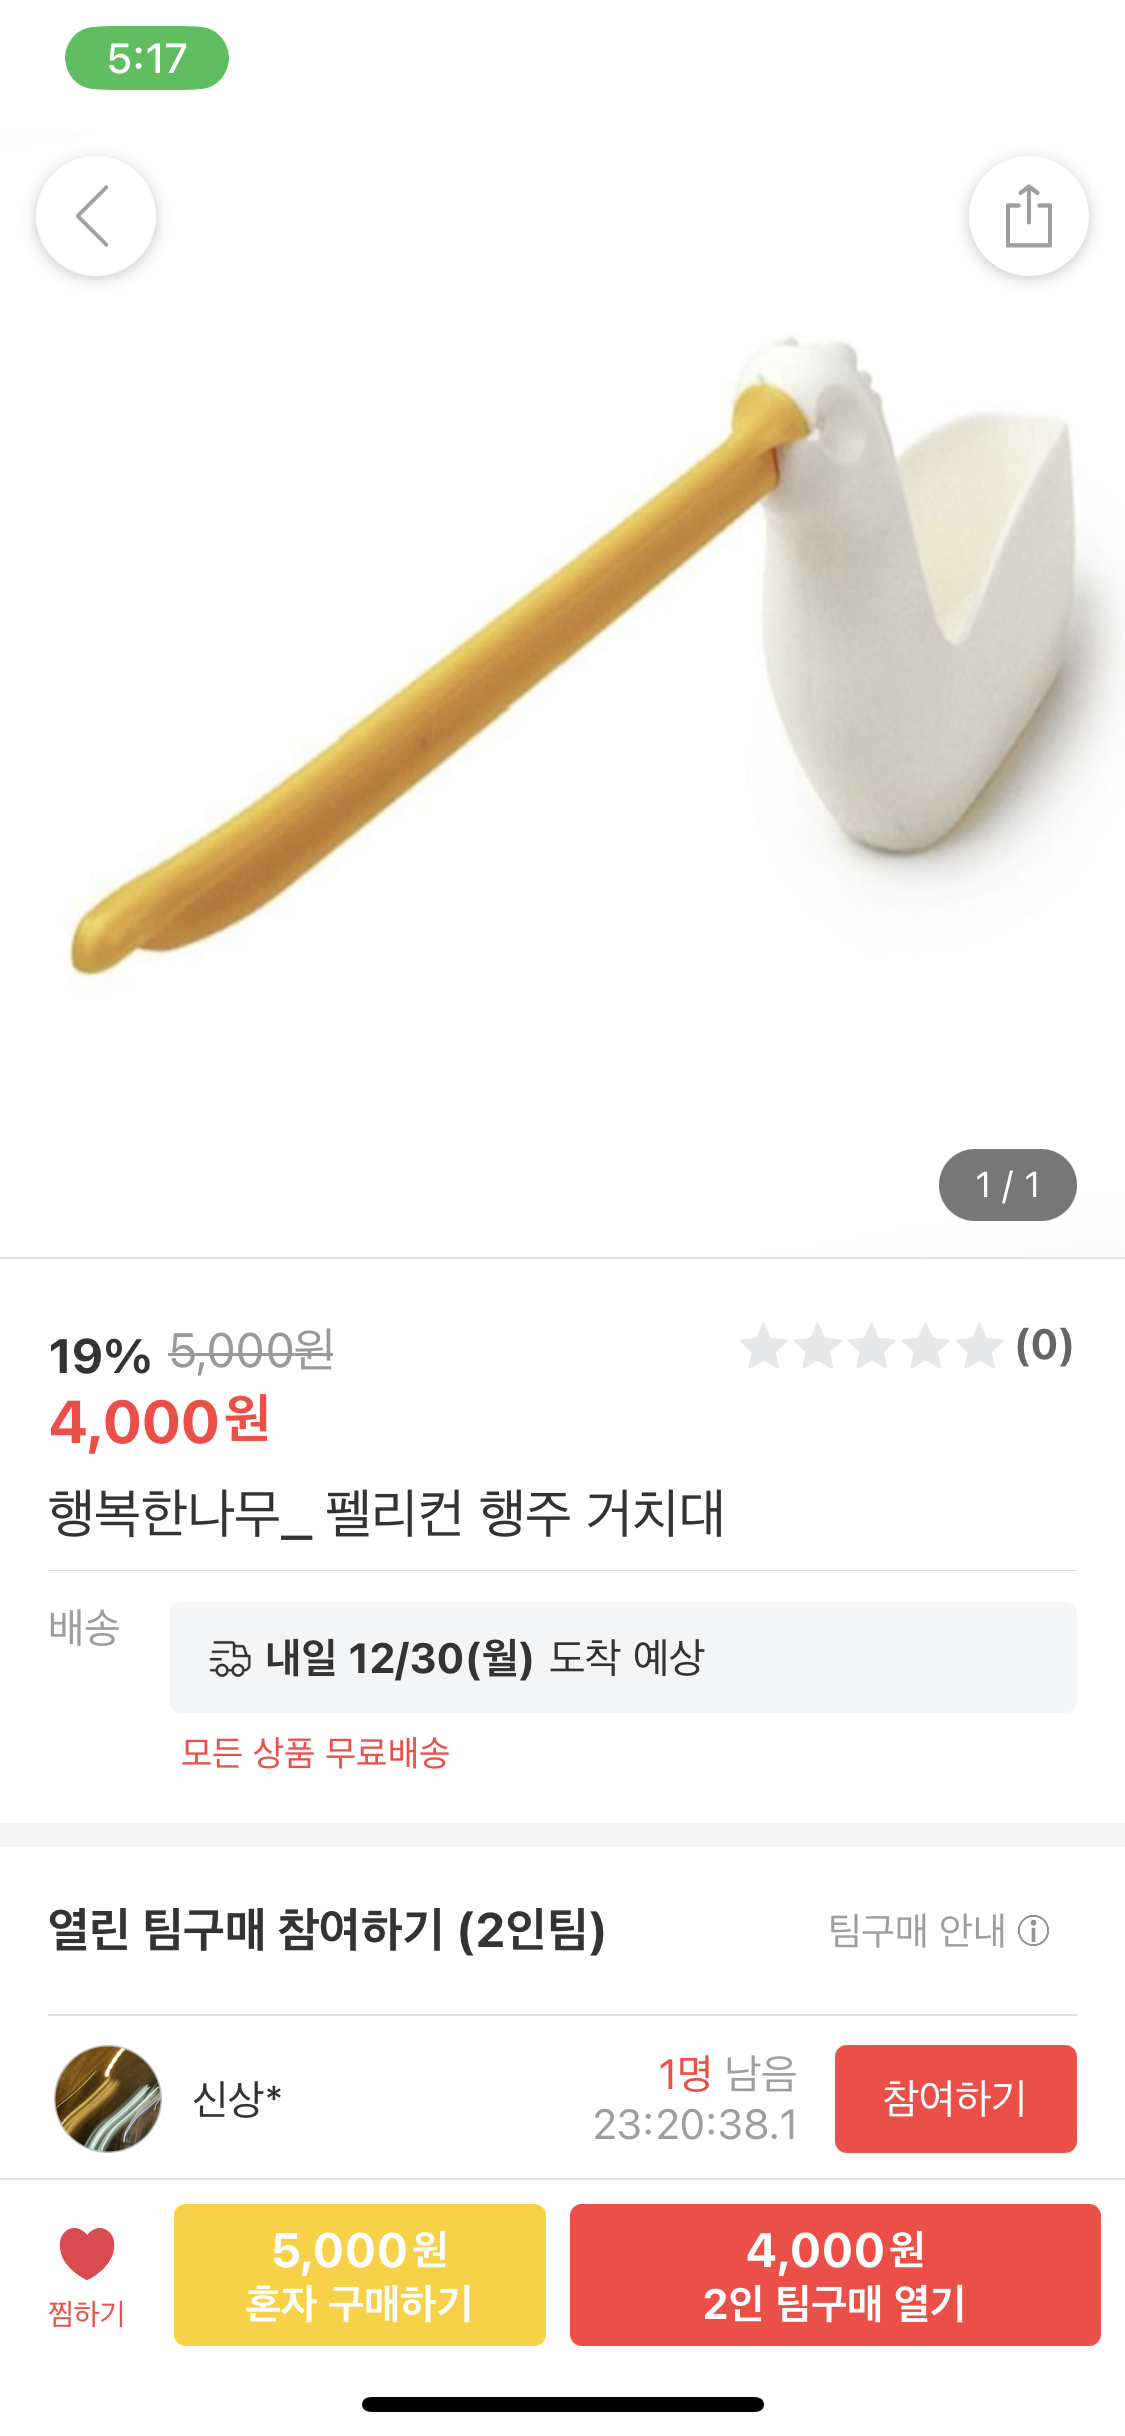 5:17
1 / 1
19% 5,000원
(0)
4,000원
행복한나무_ 펠리컨 행주 거치대
배송
내일 12/30(월) 도착 예상
모든 상품 무료배송
열린 팀구매 참여하기 (2인팀)
팀구매 안내
신상*
1명 남음
23:20:38.1
참여하기
찜하기
5,000원
혼자 구매하기
4,000원
2인 팀구매 열기